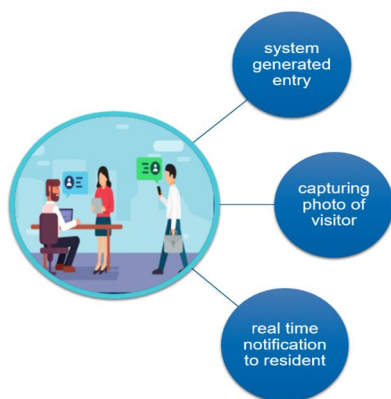 system
generated
entry
capturing
photo of
visitor
real time
notification
to resident